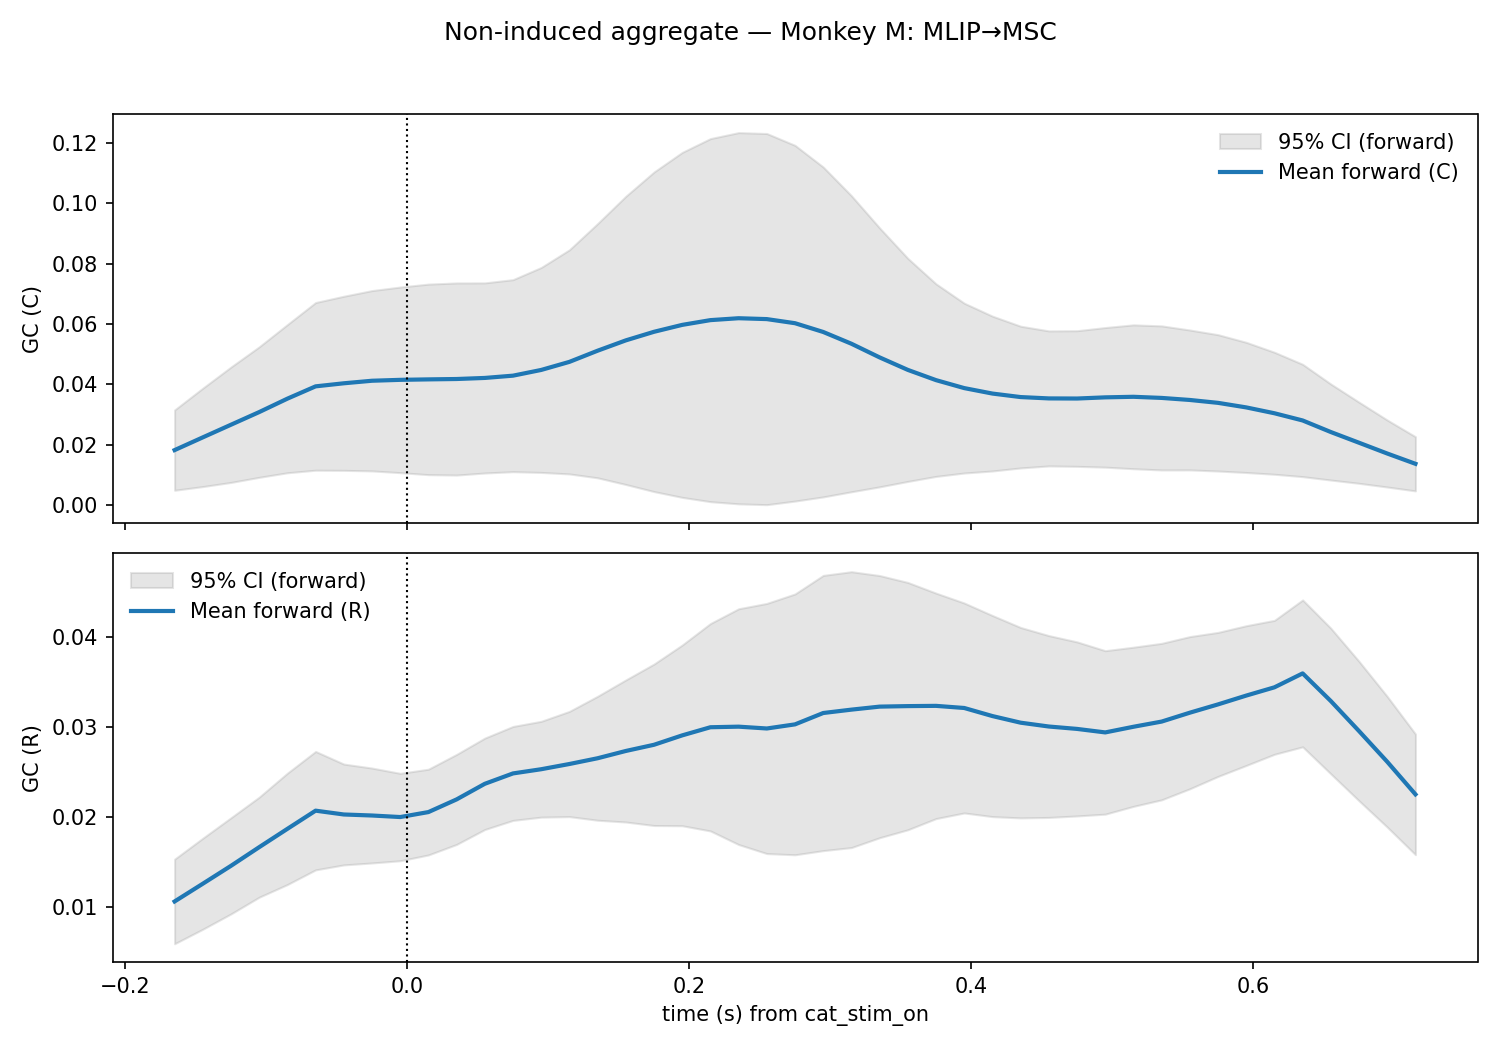 Non-induced aggregate — Monkey M: MLIP→MSC
0.12
0.10
0.08
0.06
0.04
0.02
0.00
GC (C)
95% CI (forward)
Mean forward (C)
0.04
0.03
0.02
0.01
GC (R)
95% CI (forward)
Mean forward (R)
−0.2 0.0 0.2 0.4 0.6
time (s) from cat_stim_on